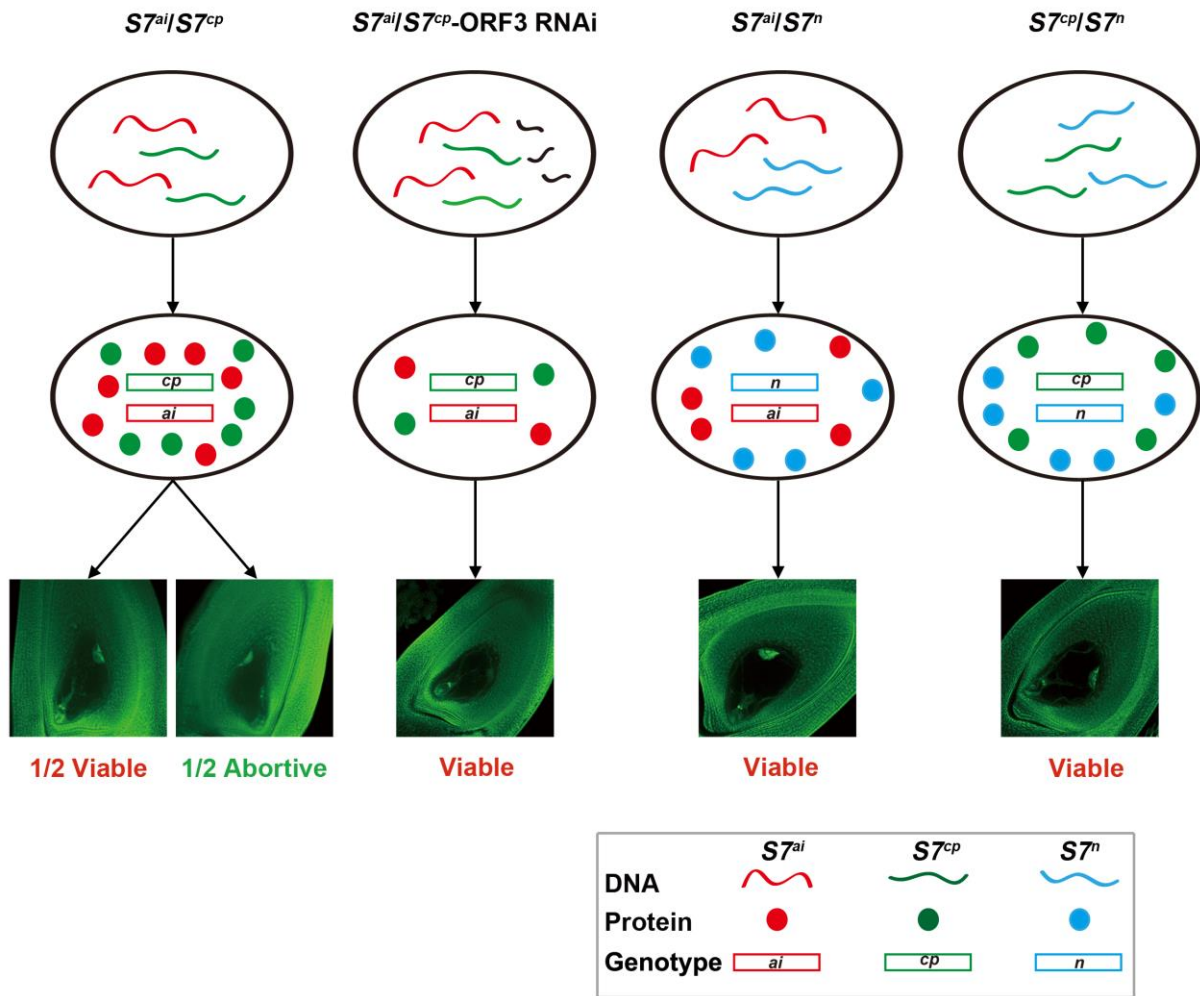 S7ai/S7cp S7ai/S7cp-ORF3 RNAi S7ai/S7n S7cp/S7n
cp cp n cp
ai ai ai n
1/2 Viable 1/2 Abortive Viable Viable Viable
S7ai S7cp S7n
DNA
Protein
Genotype ai cp n